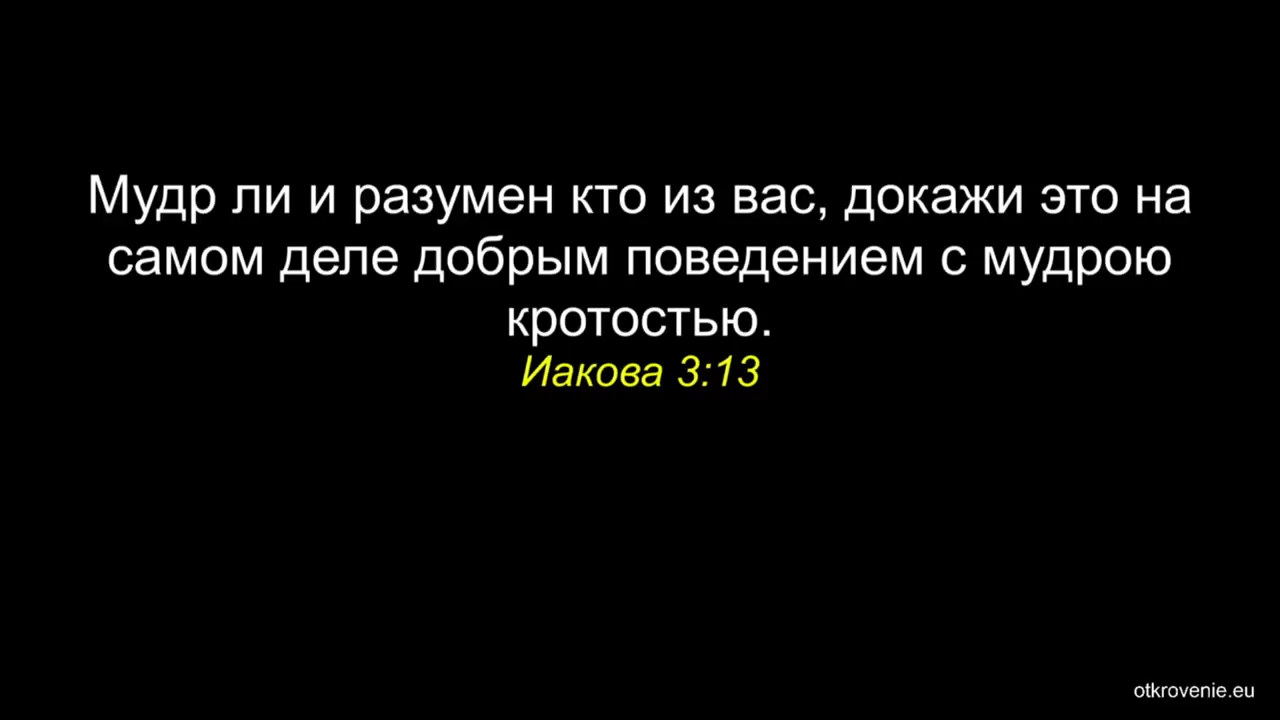 Мудр ли и разумен кто из вас, докажи это на
самом деле добрым поведением с мудрою
кротостью.
Иакова 3:13
otkrovenie.eu